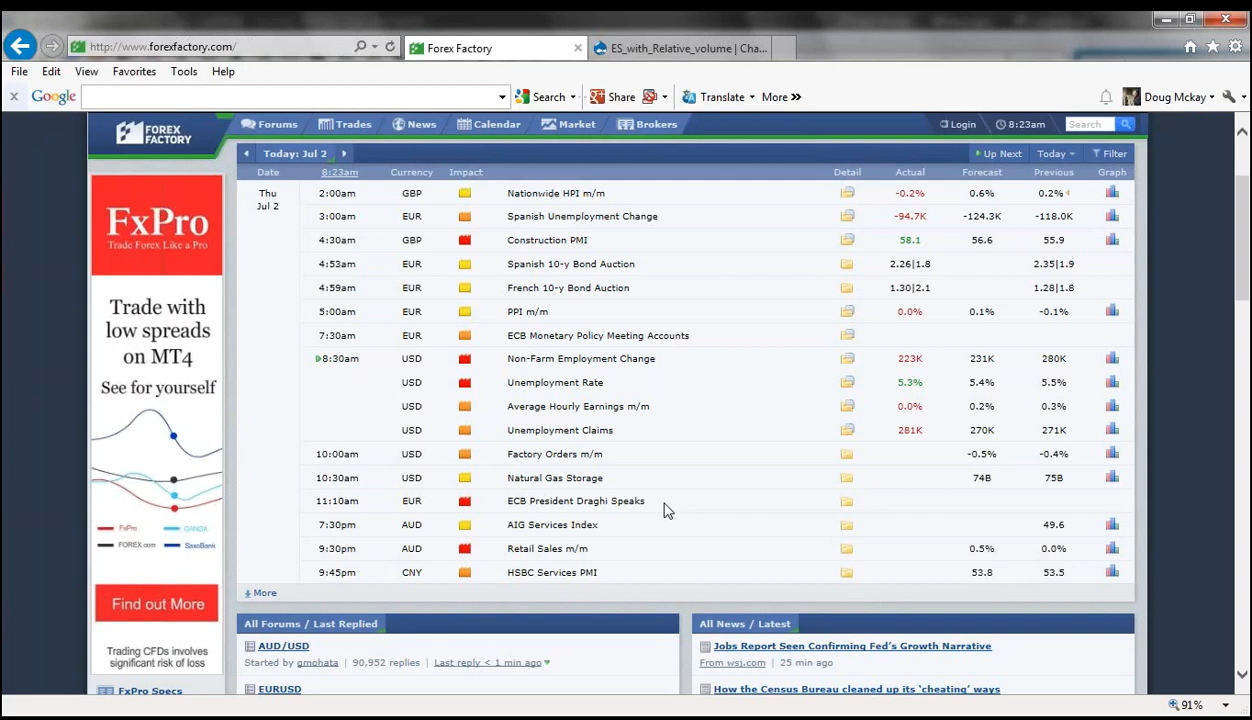 http://www.forexfactory.com/
Forex Factory
ES_with_Relative_volume | Cha...
File Edit View Favorites Tools Help
x Google Search Share Translate More »
Doug Mckay
FOREX FACTORY
Forums Trades News Calendar Market Brokers Login 8:23am Search
Today: Jul 2 Up Next Today Filter
Date 8:23am Currency Impact Detail Actual Forecast Previous Graph
Thu Jul 2
2:00am GBP Nationwide HPI m/m -0.2% 0.6% 0.2%
3:00am EUR Spanish Unemployment Change -94.7K -124.3K -118.0K
4:30am GBP Construction PMI 58.1 56.6 55.9
4:53am EUR Spanish 10-y Bond Auction 2.26|1.8 2.35|1.9
4:59am EUR French 10-y Bond Auction 1.30|2.1 1.28|1.8
5:00am EUR PPI m/m 0.0% 0.1% -0.1%
7:30am EUR ECB Monetary Policy Meeting Accounts
8:30am USD Non-Farm Employment Change 223K 231K 280K
USD Unemployment Rate 5.3% 5.4% 5.5%
USD Average Hourly Earnings m/m 0.0% 0.2% 0.3%
USD Unemployment Claims 281K 270K 271K
10:00am USD Factory Orders m/m -0.5% -0.4%
10:30am USD Natural Gas Storage 74B 75B
11:10am EUR ECB President Draghi Speaks
7:30pm AUD AIG Services Index 49.6
9:30pm AUD Retail Sales m/m 0.5% 0.0%
9:45pm CNY HSBC Services PMI 53.8 53.5
More
FxPro
Trade Forex Like a Pro
Trade with
low spreads
on MT4
See for yourself
FxPro OANDA
FOREX.com SaxoBank
Find out More
Trading CFDs involves
significant risk of loss
FxPro Specs
All Forums / Last Replied
AUD/USD
Started by gmohata | 90,952 replies | Last reply < 1 min ago
EURUSD
All News / Latest
Jobs Report Seen Confirming Fed's Growth Narrative
From wsj.com | 25 min ago
How the Census Bureau cleaned up its 'cheating' ways
91%